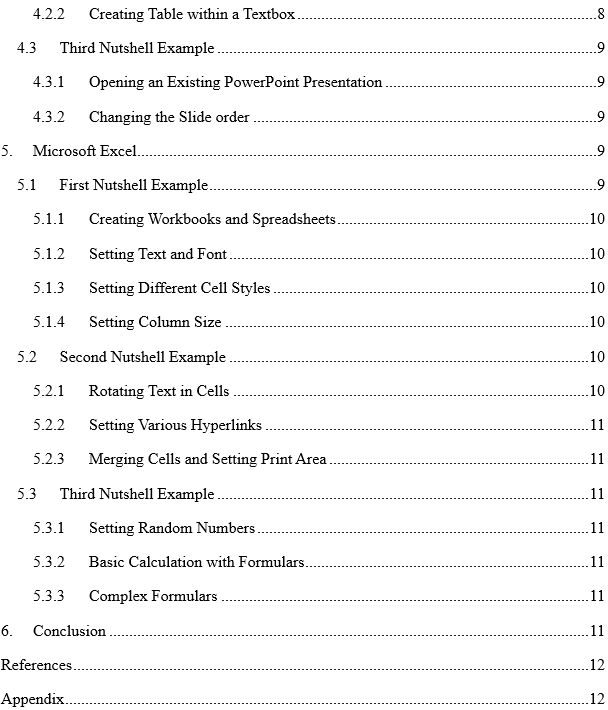 4.2.2 Creating Table within a Textbox 8
4.3 Third Nutshell Example 9
4.3.1 Opening an Existing PowerPoint Presentation 9
4.3.2 Changing the Slide order 9
5. Microsoft Excel 9
5.1 First Nutshell Example 9
5.1.1 Creating Workbooks and Spreadsheets 10
5.1.2 Setting Text and Font 10
5.1.3 Setting Different Cell Styles 10
5.1.4 Setting Column Size 10
5.2 Second Nutshell Example 10
5.2.1 Rotating Text in Cells 10
5.2.2 Setting Various Hyperlinks 11
5.2.3 Merging Cells and Setting Print Area 11
5.3 Third Nutshell Example 11
5.3.1 Setting Random Numbers 11
5.3.2 Basic Calculation with Formulars 11
5.3.3 Complex Formulars 11
6. Conclusion 11
References 12
Appendix 12